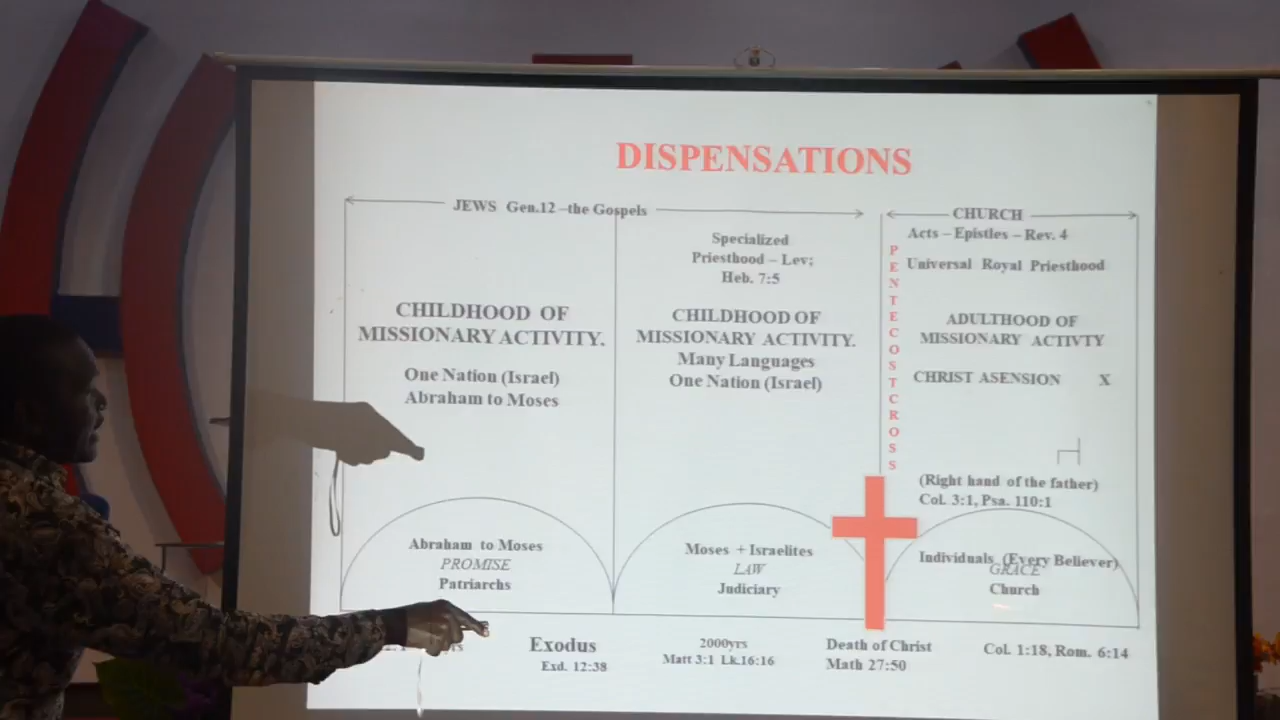 DISPENSATIONS
JEWS Gen.12 –the Gospels
CHURCH
Acts – Epistles – Rev. 4
Universal Royal Priesthood
Specialized
Priesthood – Lev;
Heb. 7:5
CHILDHOOD OF
MISSIONARY ACTIVITY.
One Nation (Israel)
Abraham to Moses
CHILDHOOD OF
MISSIONARY ACTIVITY.
Many Languages
One Nation (Israel)
PENTECOSTCROSS
ADULTHOOD OF
MISSIONARY ACTIVTY
CHRIST ASENSION X
(Right hand of the father)
Col. 3:1, Psa. 110:1
Abraham to Moses
PROMISE
Patriarchs
Moses + Israelites
LAW
Judiciary
Individuals (Every Believer)
GRACE
Church
Exodus
Exd. 12:38
2000yrs
Matt 3:1 Lk.16:16
Death of Christ
Math 27:50
Col. 1:18, Rom. 6:14